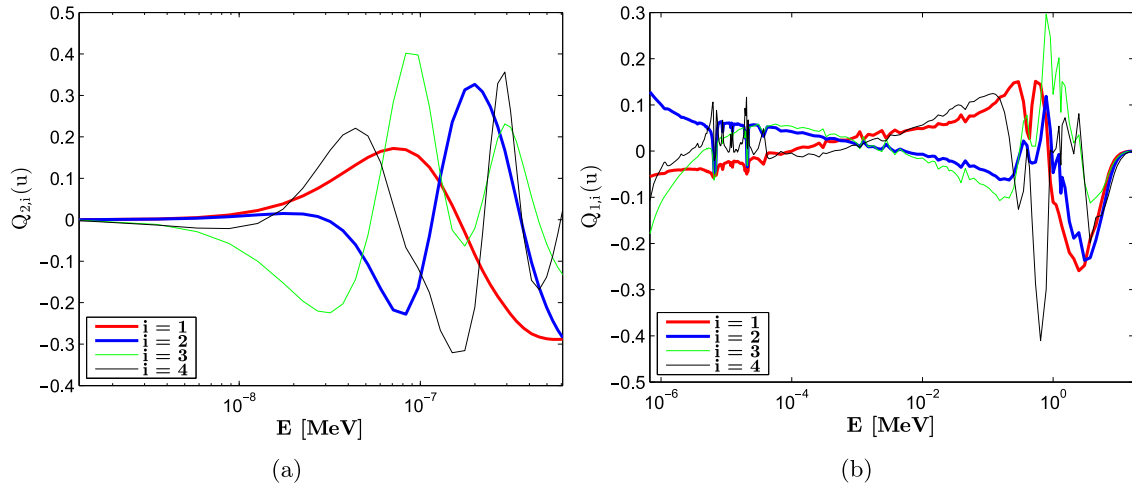 0.5
0.4
0.3
0.2
0.1
0
−0.1
−0.2
−0.3
−0.4
Q2,i(u)
i = 1
i = 2
i = 3
i = 4
10−8
10−7
E [MeV]
(a)
0.3
0.2
0.1
0
−0.1
−0.2
−0.3
−0.4
−0.5
Q1,i(u)
i = 1
i = 2
i = 3
i = 4
10−6
10−4
10−2
100
E [MeV]
(b)